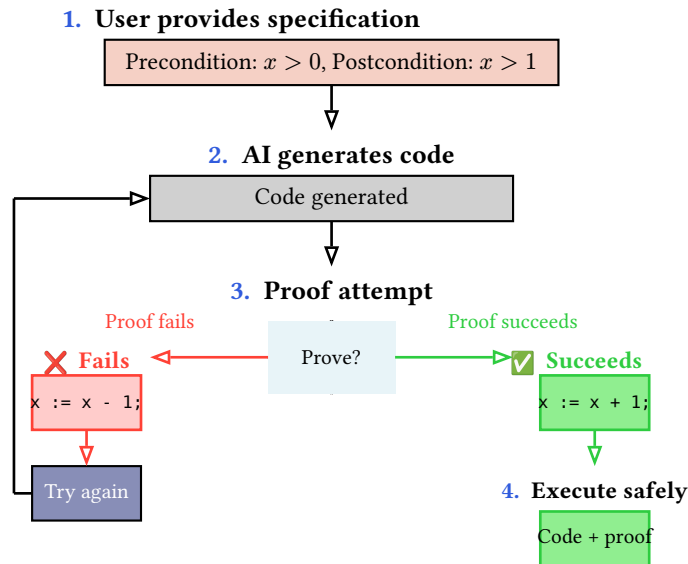 1. User provides specification
Precondition: x > 0, Postcondition: x > 1
2. AI generates code
Code generated
3. Proof attempt
Proof fails
Proof succeeds
Prove?
❌ Fails
✅ Succeeds
x := x - 1;
x := x + 1;
Try again
4. Execute safely
Code + proof